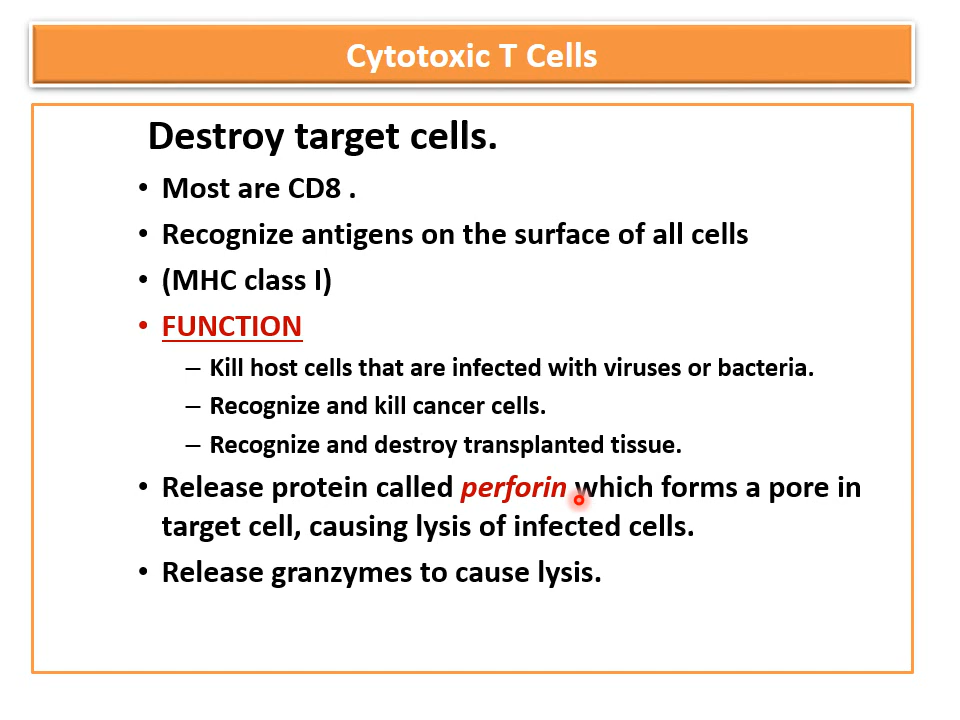 Cytotoxic T Cells
Destroy target cells.
• Most are CD8 .
• Recognize antigens on the surface of all cells
• (MHC class I)
• FUNCTION
– Kill host cells that are infected with viruses or bacteria.
– Recognize and kill cancer cells.
– Recognize and destroy transplanted tissue.
• Release protein called perforin which forms a pore in
target cell, causing lysis of infected cells.
• Release granzymes to cause lysis.